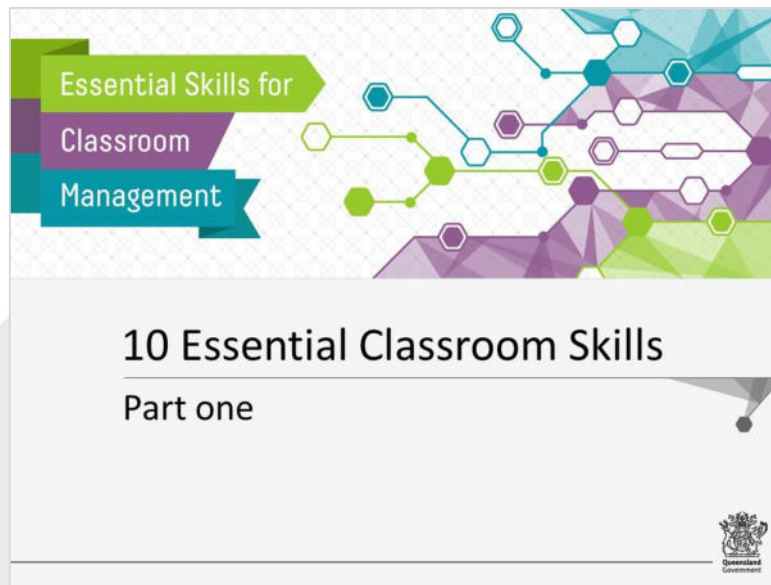 Essential Skills for
Classroom
Management
10 Essential Classroom Skills
Part one
Queensland
Government